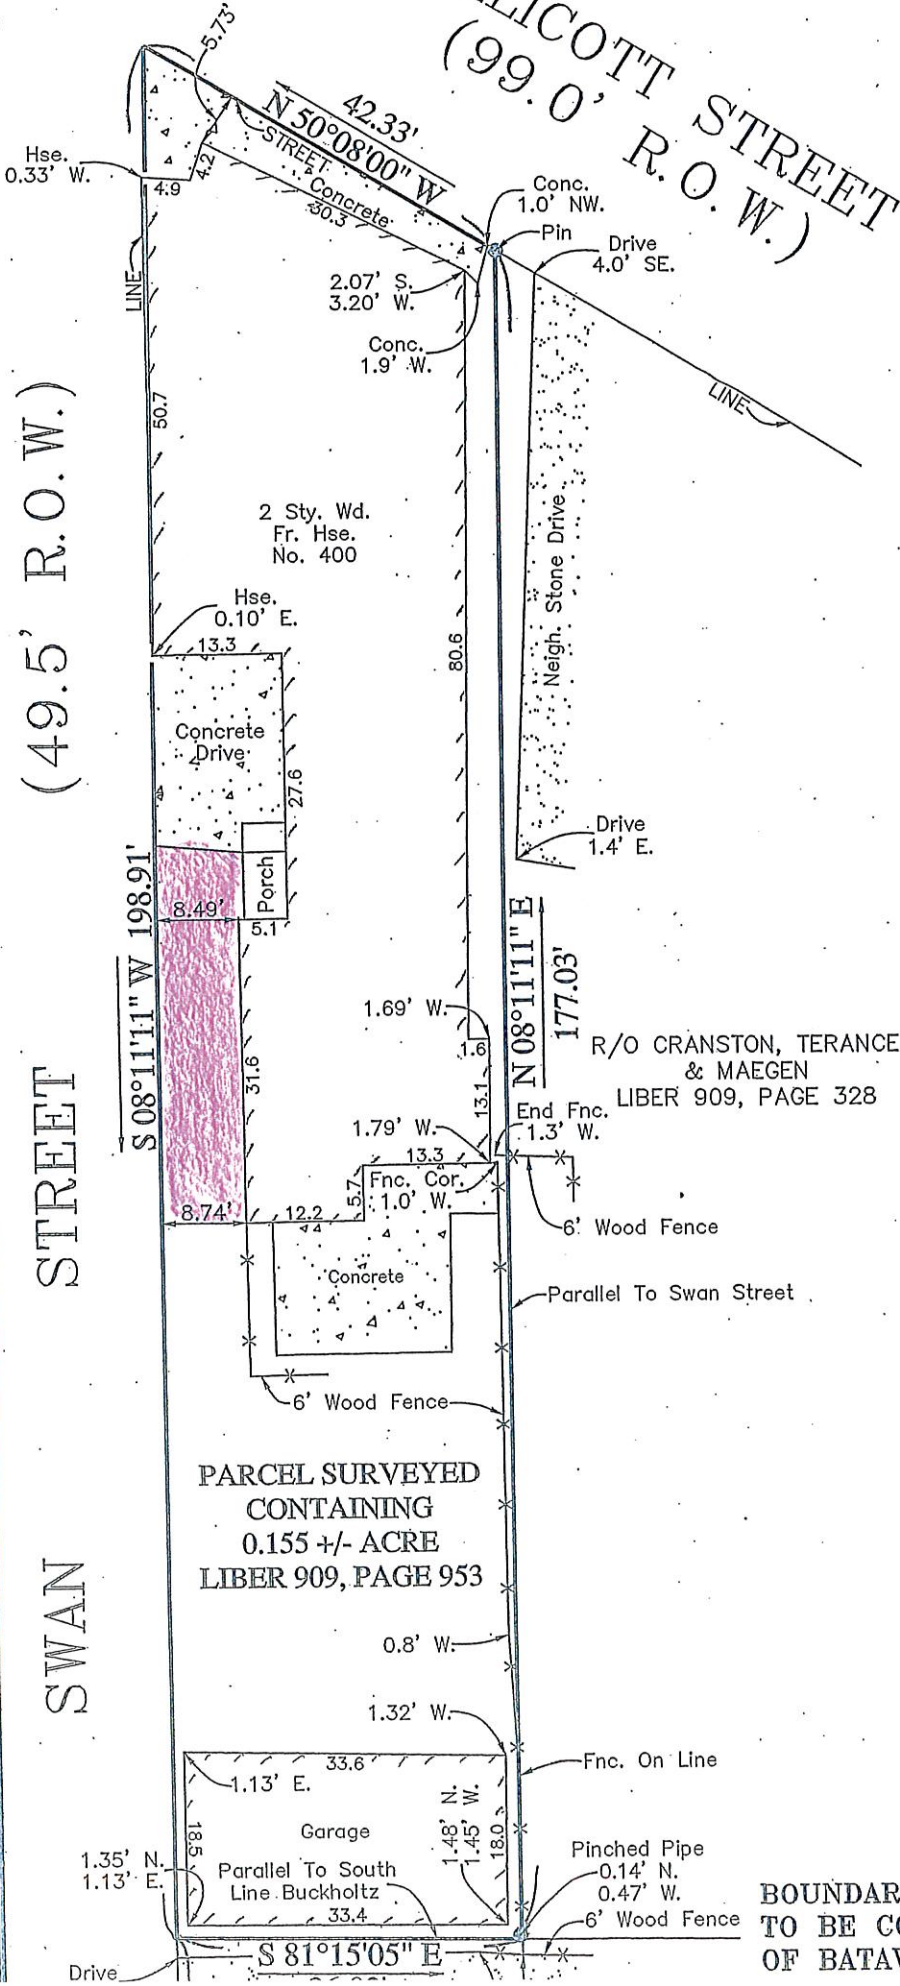 LICOTT STREET
(99.0' R.O.W.)
5.73'
42.33'
N 50°08'00" W
STREET
Concrete
30.3
Hse.
0.33' W.
4.9
4.2
Conc.
1.0' NW.
Pin
Drive
4.0' SE.
2.07' S.
3.20' W.
Conc.
1.9' W.
LINE
LINE
50.7
(49.5' R.O.W.)
2 Sty. Wd.
Fr. Hse.
No. 400
Neigh. Stone Drive
Hse.
0.10' E.
13.3
80.6
Concrete
Drive
27.6
Drive
1.4' E.
Porch
8.49'
5.1
S 08°11'11" W 198.91'
N 08°11'11" E
177.03'
1.69' W.
1.6
31.6
13.1
R/O CRANSTON, TERANCE
& MAEGEN
LIBER 909, PAGE 328
End Fnc.
1.3' W.
1.79' W.
13.3
5.7
Fnc. Cor.
1.0' W.
6' Wood Fence
8.74'
12.2
Concrete
Parallel To Swan Street
6' Wood Fence
SWAN STREET
PARCEL SURVEYED
CONTAINING
0.155 +/- ACRE
LIBER 909, PAGE 953
0.8' W.
1.32' W.
33.6
1.13' E.
Fnc. On Line
18.5
Garage
1.48' N.
1.45' W.
18.0
1.35' N.
1.13' E.
Parallel To South
Line Buckholtz
33.4
Pinched Pipe
0.14' N.
0.47' W.
6' Wood Fence
S 81°15'05" E
Drive
BOUNDAR
TO BE CO
OF BATAV